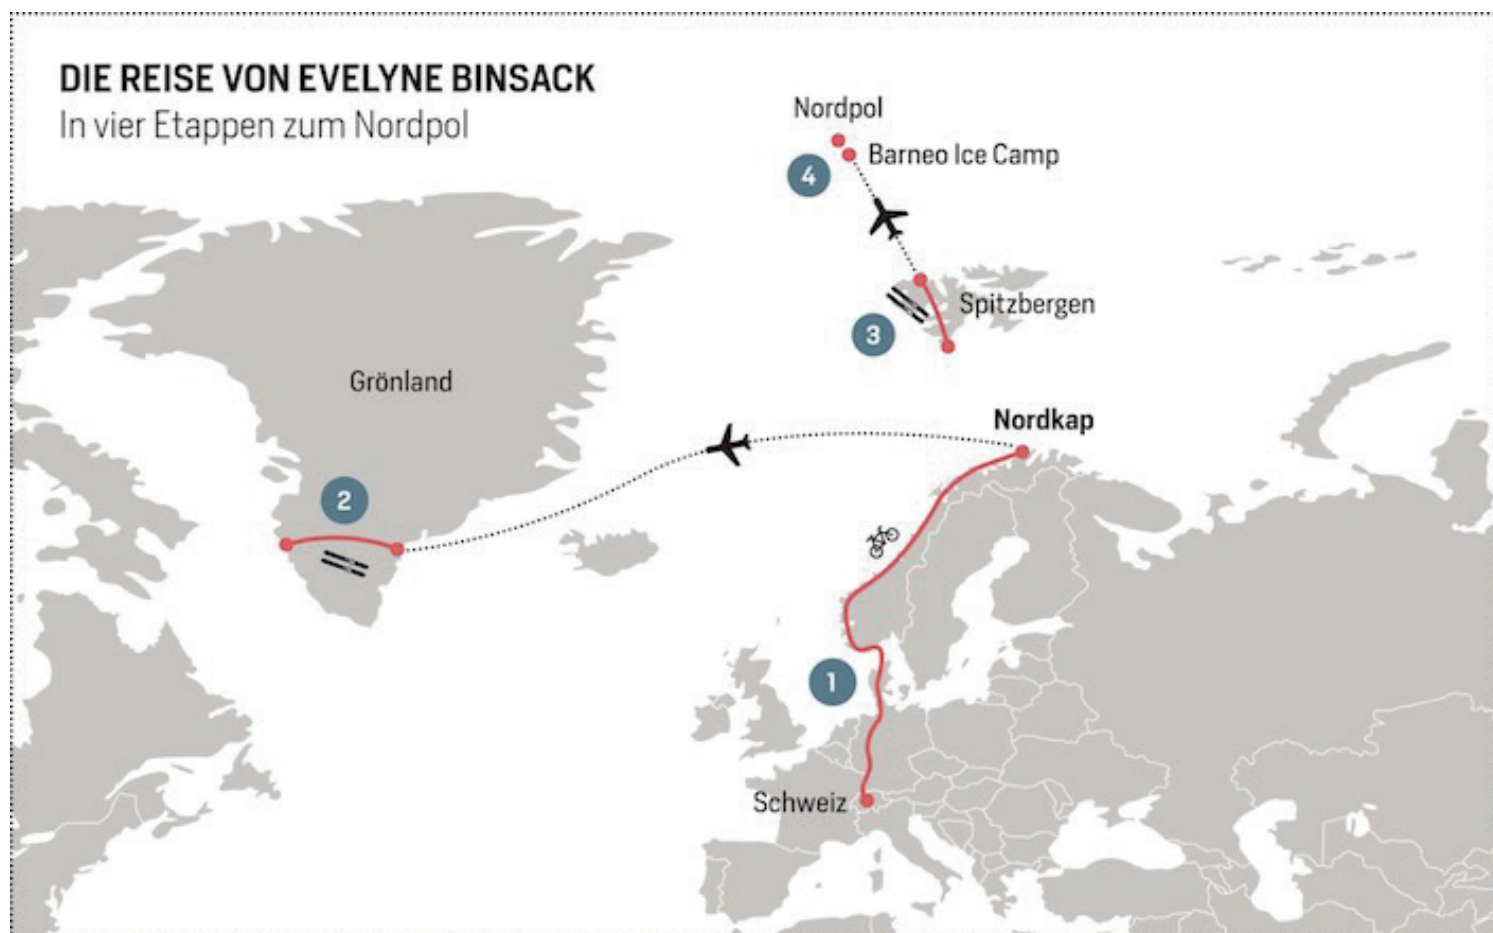 DIE REISE VON EVELYNE BINSACK
In vier Etappen zum Nordpol
Nordpol
Barneo Ice Camp
4
Spitzbergen
3
Grönland
Nordkap
2
1
Schweiz